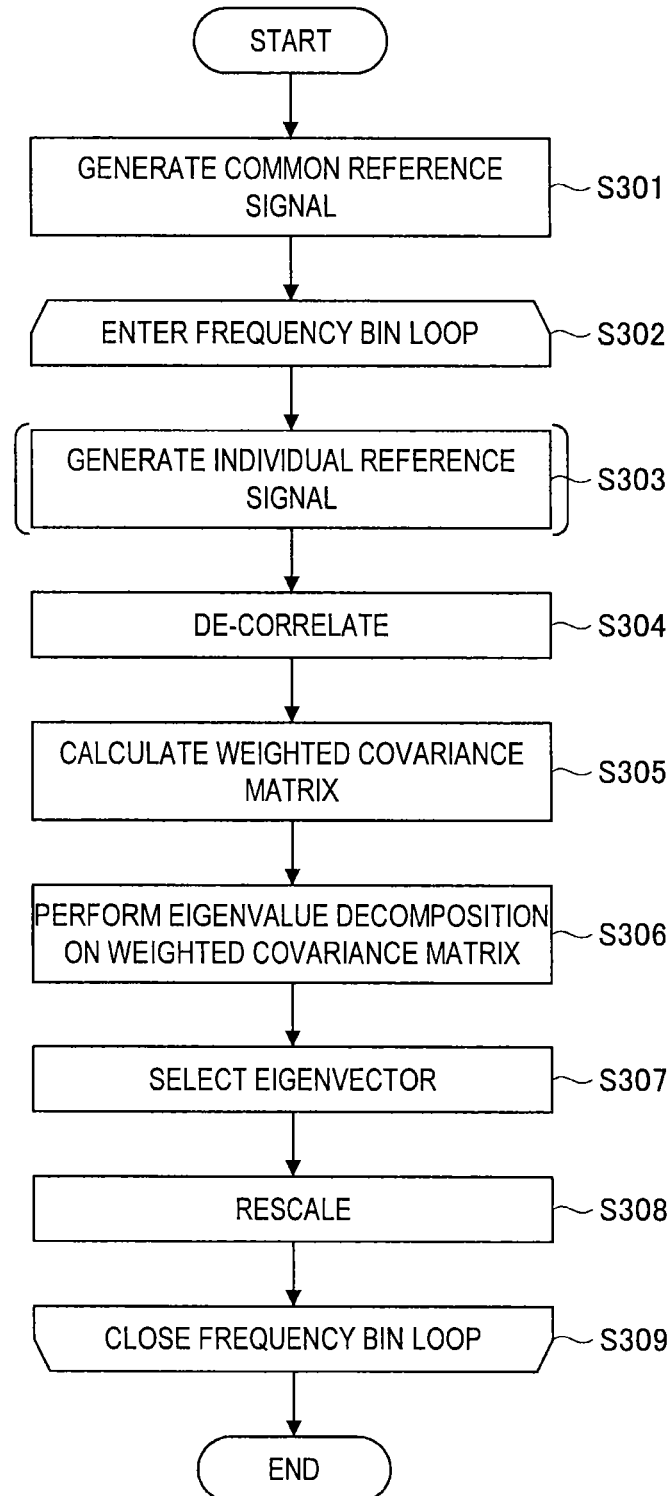 START
GENERATE COMMON REFERENCE
SIGNAL
S301
ENTER FREQUENCY BIN LOOP
S302
GENERATE INDIVIDUAL REFERENCE
SIGNAL
S303
DE-CORRELATE
S304
CALCULATE WEIGHTED COVARIANCE
MATRIX
S305
PERFORM EIGENVALUE DECOMPOSITION
ON WEIGHTED COVARIANCE MATRIX
S306
SELECT EIGENVECTOR
S307
RESCALE
S308
CLOSE FREQUENCY BIN LOOP
S309
END